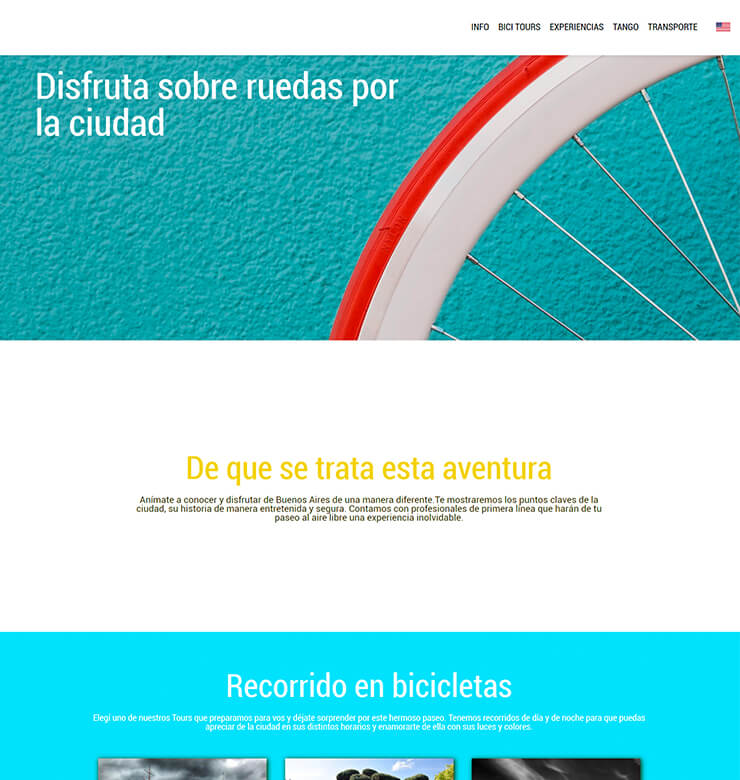 INFO BICI TOURS EXPERIENCIAS TANGO TRANSPORTE
Disfruta sobre ruedas por
la ciudad
De que se trata esta aventura
Anímate a conocer y disfrutar de Buenos Aires de una manera diferente.Te mostraremos los puntos claves de la
ciudad, su historia de manera entretenida y segura. Contamos con profesionales de primera línea que harán de tu
paseo al aire libre una experiencia inolvidable.
Recorrido en bicicletas
Elegí uno de nuestros Tours que preparamos para vos y déjate sorprender por este hermoso paseo. Tenemos recorridos de día y de noche para que puedas
apreciar de la ciudad en sus distintos horarios y enamorarte de ella con sus luces y colores.